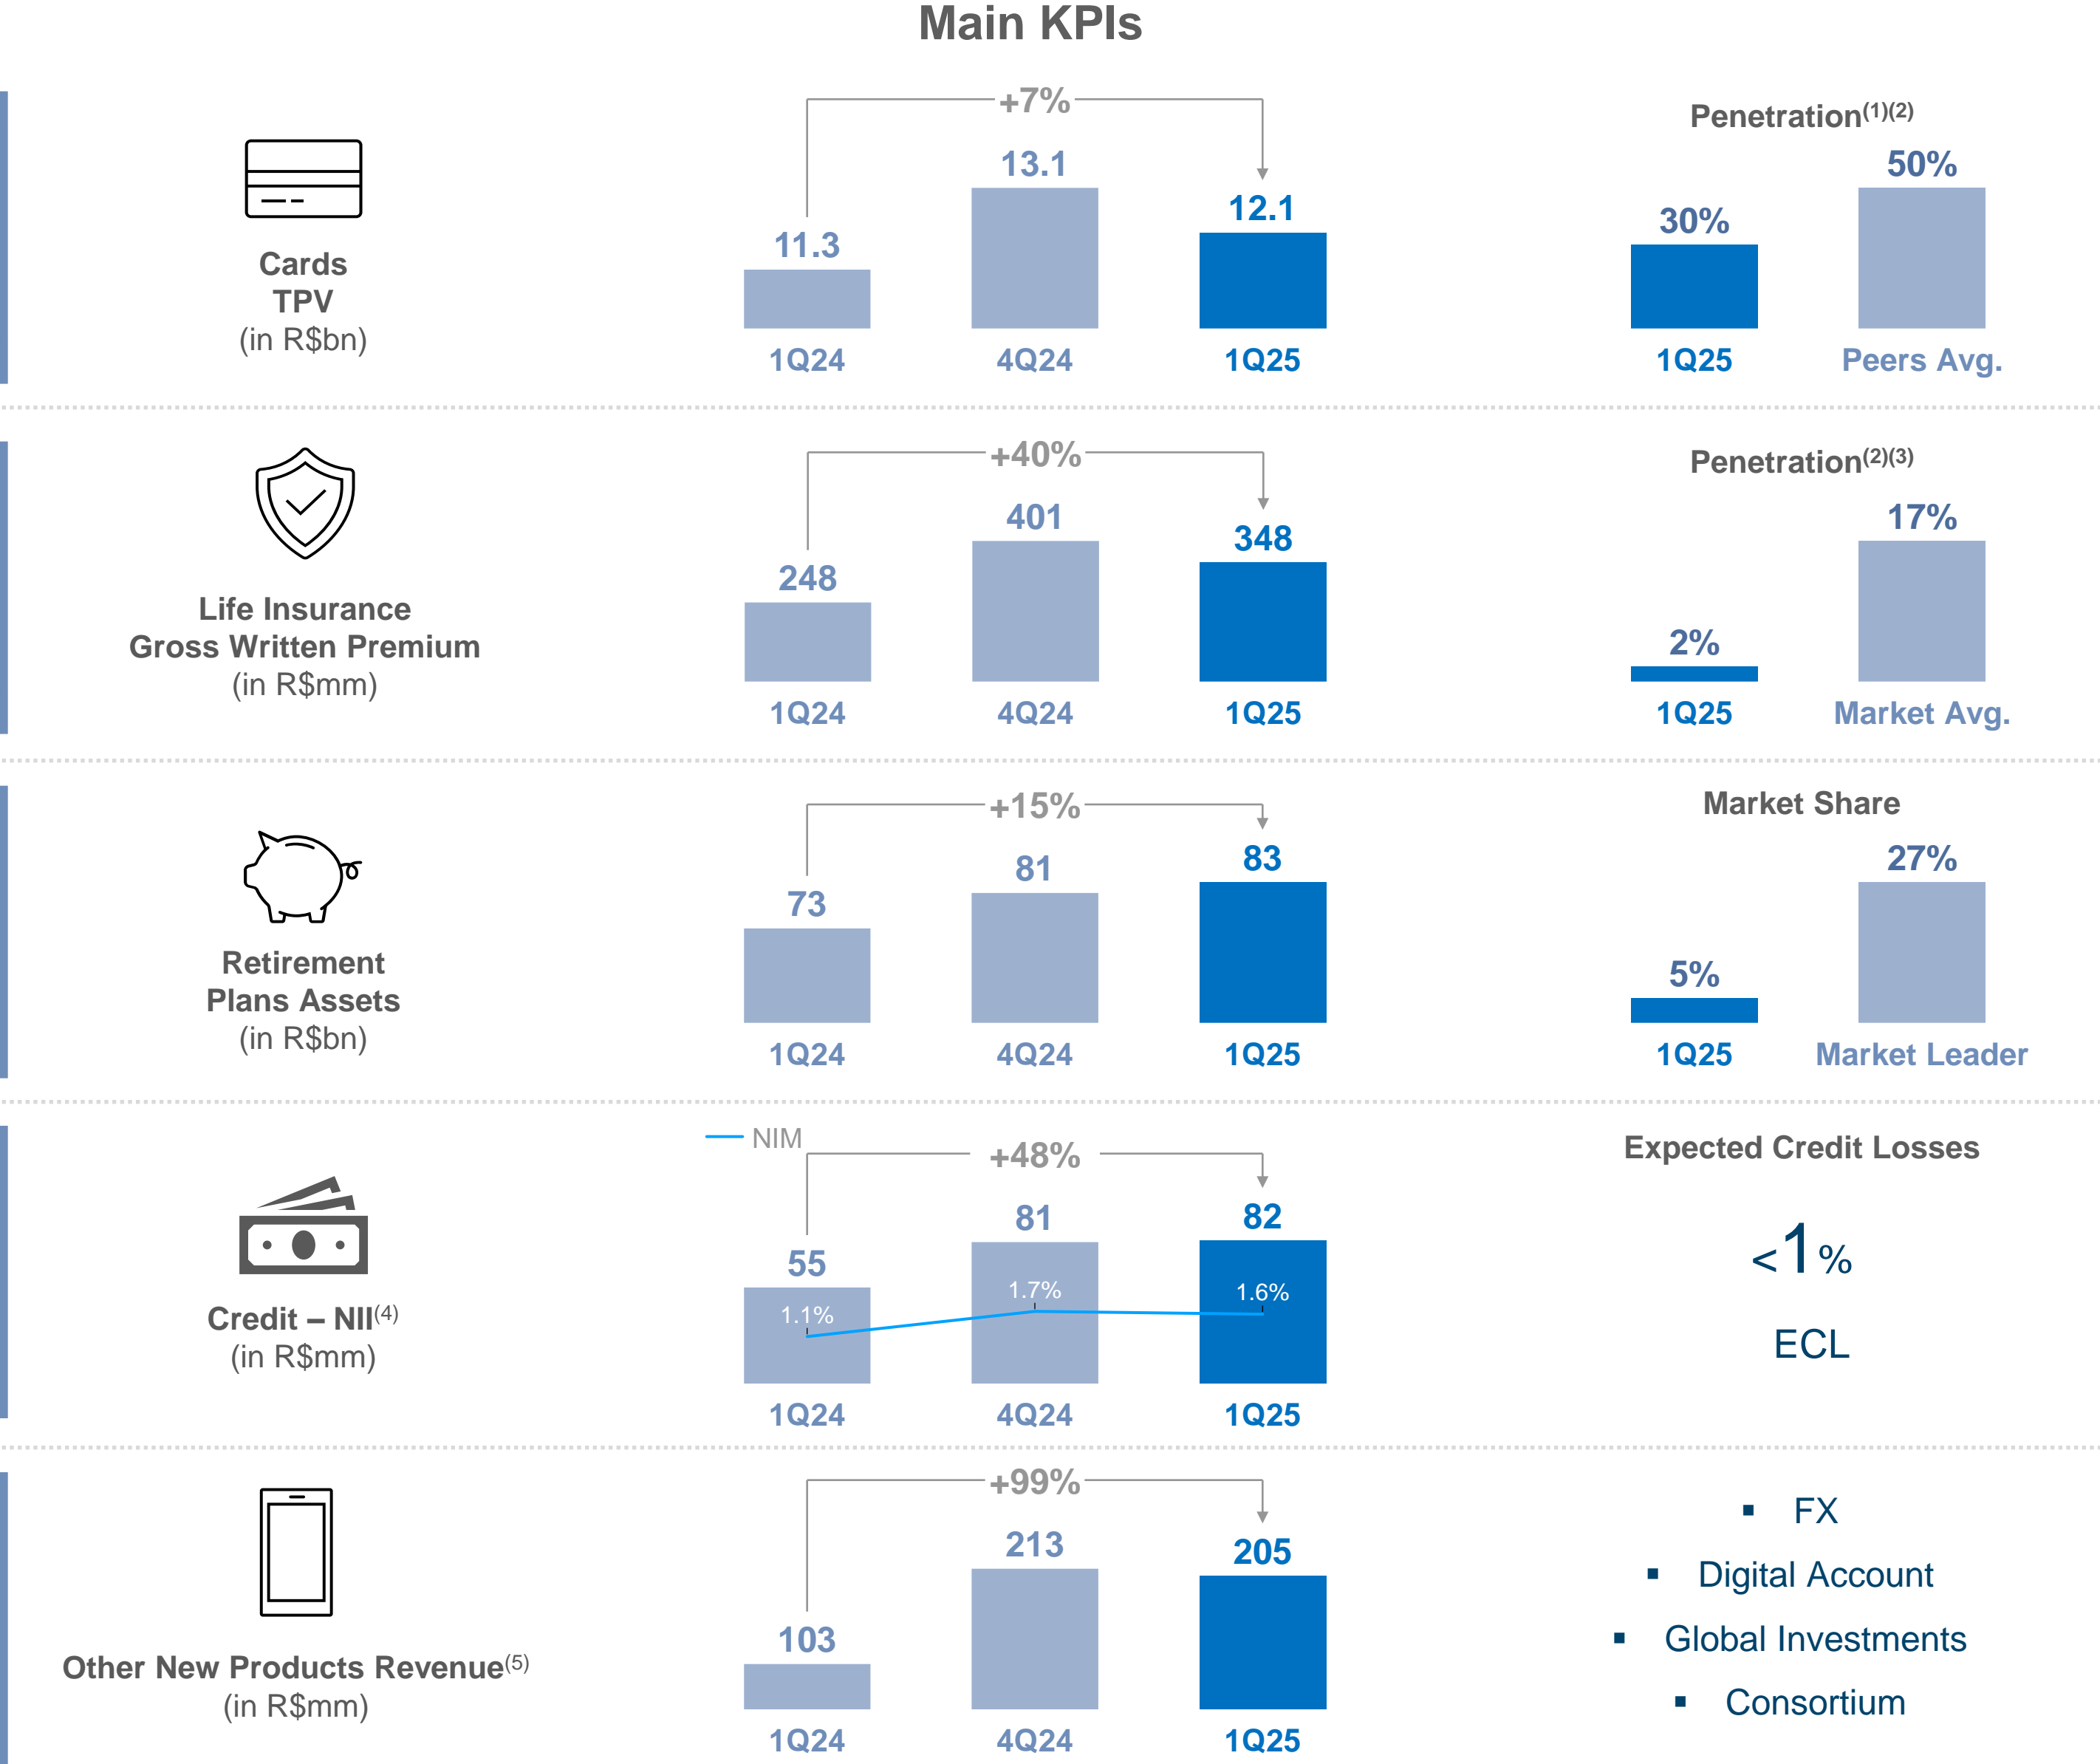 Main KPIs
Cards
TPV
(in R$bn)
+7%
11.3
13.1
12.1
1Q24
4Q24
1Q25
Penetration(1)(2)
30%
50%
1Q25
Peers Avg.
Life Insurance
Gross Written Premium
(in R$mm)
+40%
248
401
348
1Q24
4Q24
1Q25
Penetration(2)(3)
2%
17%
1Q25
Market Avg.
Retirement
Plans Assets
(in R$bn)
+15%
73
81
83
1Q24
4Q24
1Q25
Market Share
5%
27%
1Q25
Market Leader
Credit – NII(4)
(in R$mm)
NIM
+48%
55
81
82
1.1%
1.7%
1.6%
1Q24
4Q24
1Q25
Expected Credit Losses
<1%
ECL
Other New Products Revenue(5)
(in R$mm)
+99%
103
213
205
1Q24
4Q24
1Q25
▪ FX
▪ Digital Account
▪ Global Investments
▪ Consortium